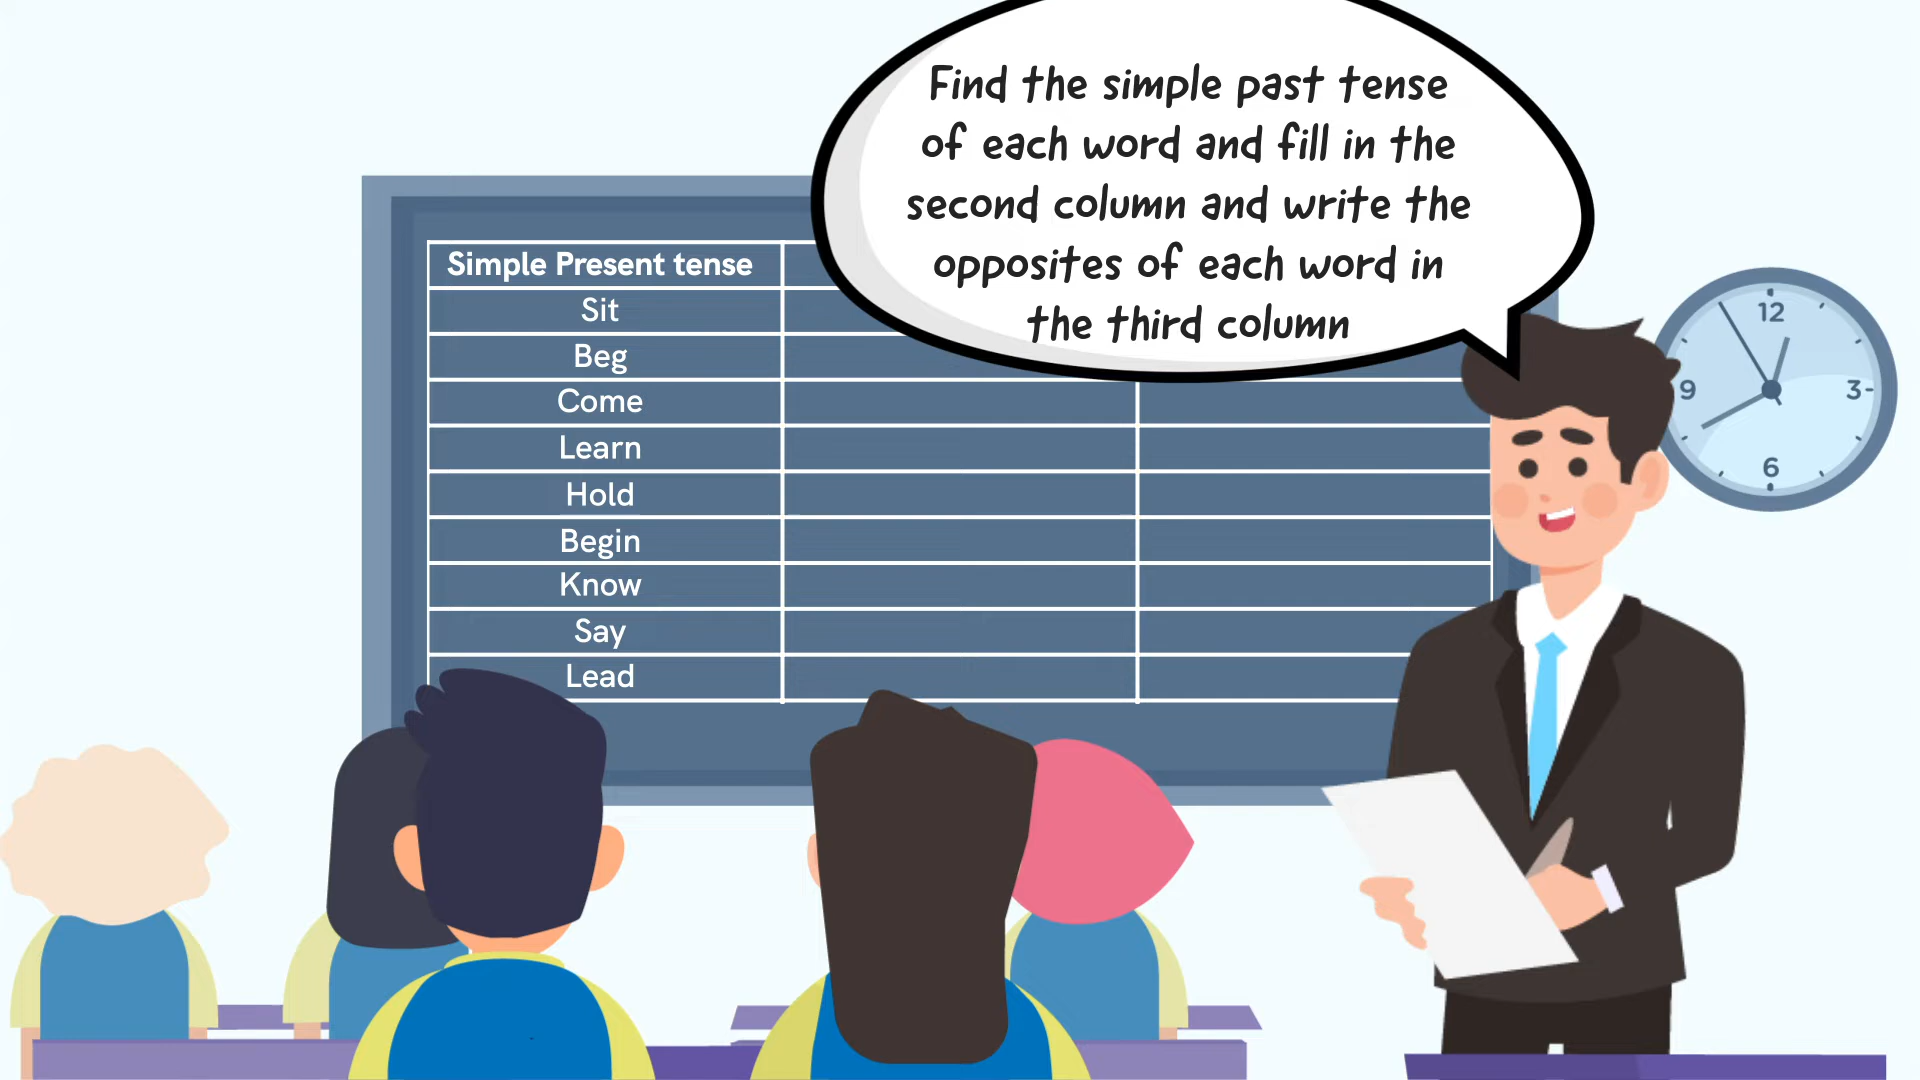 Find the simple past tense
of each word and fill in the
second column and write the
opposites of each word in
the third column
Simple Present tense
Sit
Beg
Come
Learn
Hold
Begin
Know
Say
Lead
12
9
3
6